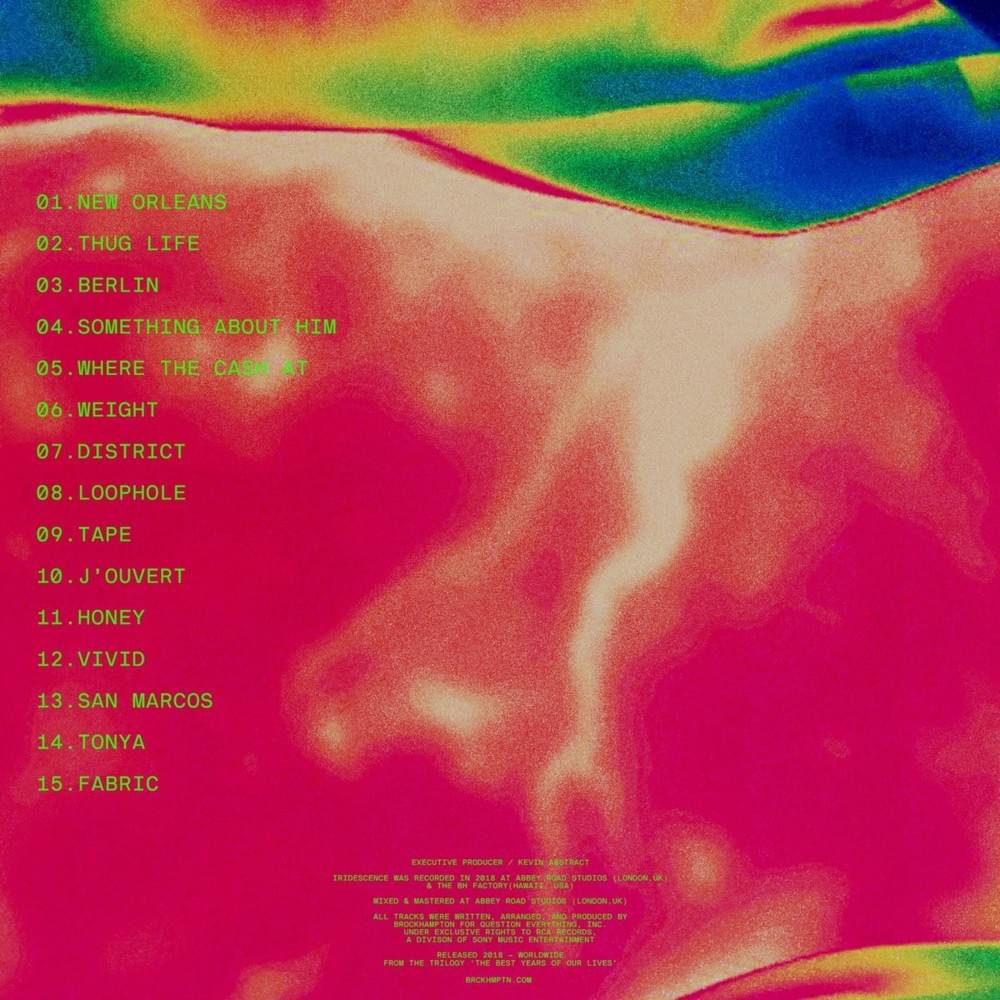 01.NEW ORLEANS
02.THUG LIFE
03.BERLIN
04.SOMETHING ABOUT HIM
05.WHERE THE CASH AT
06.WEIGHT
07.DISTRICT
08.LOOPHOLE
09.TAPE
10.J'OUVERT
11.HONEY
12.VIVID
13.SAN MARCOS
14.TONYA
15.FABRIC
EXECUTIVE PRODUCER / KEVIN ABSTRACT
IRIDESCENCE WAS RECORDED IN 2018 AT ABBEY ROAD STUDIOS (LONDON,UK)
& THE BH FACTORY(HAWAII, USA)
MIXED & MASTERED AT ABBEY ROAD STUDIOS (LONDON,UK)
ALL TRACKS WERE WRITTEN, ARRANGED, AND PRODUCED BY
BROCKHAMPTON FOR QUESTION EVERYTHING, INC.
UNDER EXCLUSIVE RIGHTS TO RCA RECORDS,
A DIVISON OF SONY MUSIC ENTERTAINMENT
RELEASED 2018 – WORLDWIDE
FROM THE TRILOGY 'THE BEST YEARS OF OUR LIVES'
BRCKHMPTN.COM